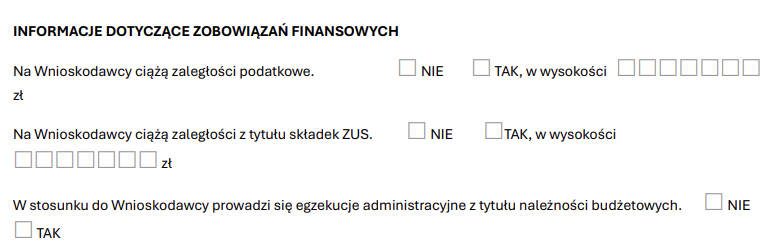 INFORMACJE DOTYCZĄCE ZOBOWIĄZAŃ FINANSOWYCH
Na Wnioskodawcy ciążą zaległości podatkowe. ☐ NIE ☐ TAK, w wysokości ☐☐☐☐☐☐☐
zł
Na Wnioskodawcy ciążą zaległości z tytułu składek ZUS. ☐ NIE ☐TAK, w wysokości
☐☐☐☐☐☐☐ zł
W stosunku do Wnioskodawcy prowadzi się egzekucje administracyjne z tytułu należności budżetowych. ☐ NIE
☐ TAK